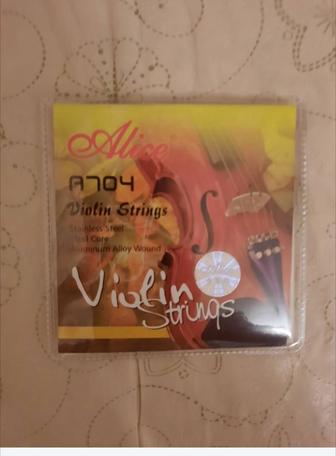 Alice
A704
Violin Strings
Stainless Steel
Steel Core
Aluminum Alloy Wound
Violin
Strings